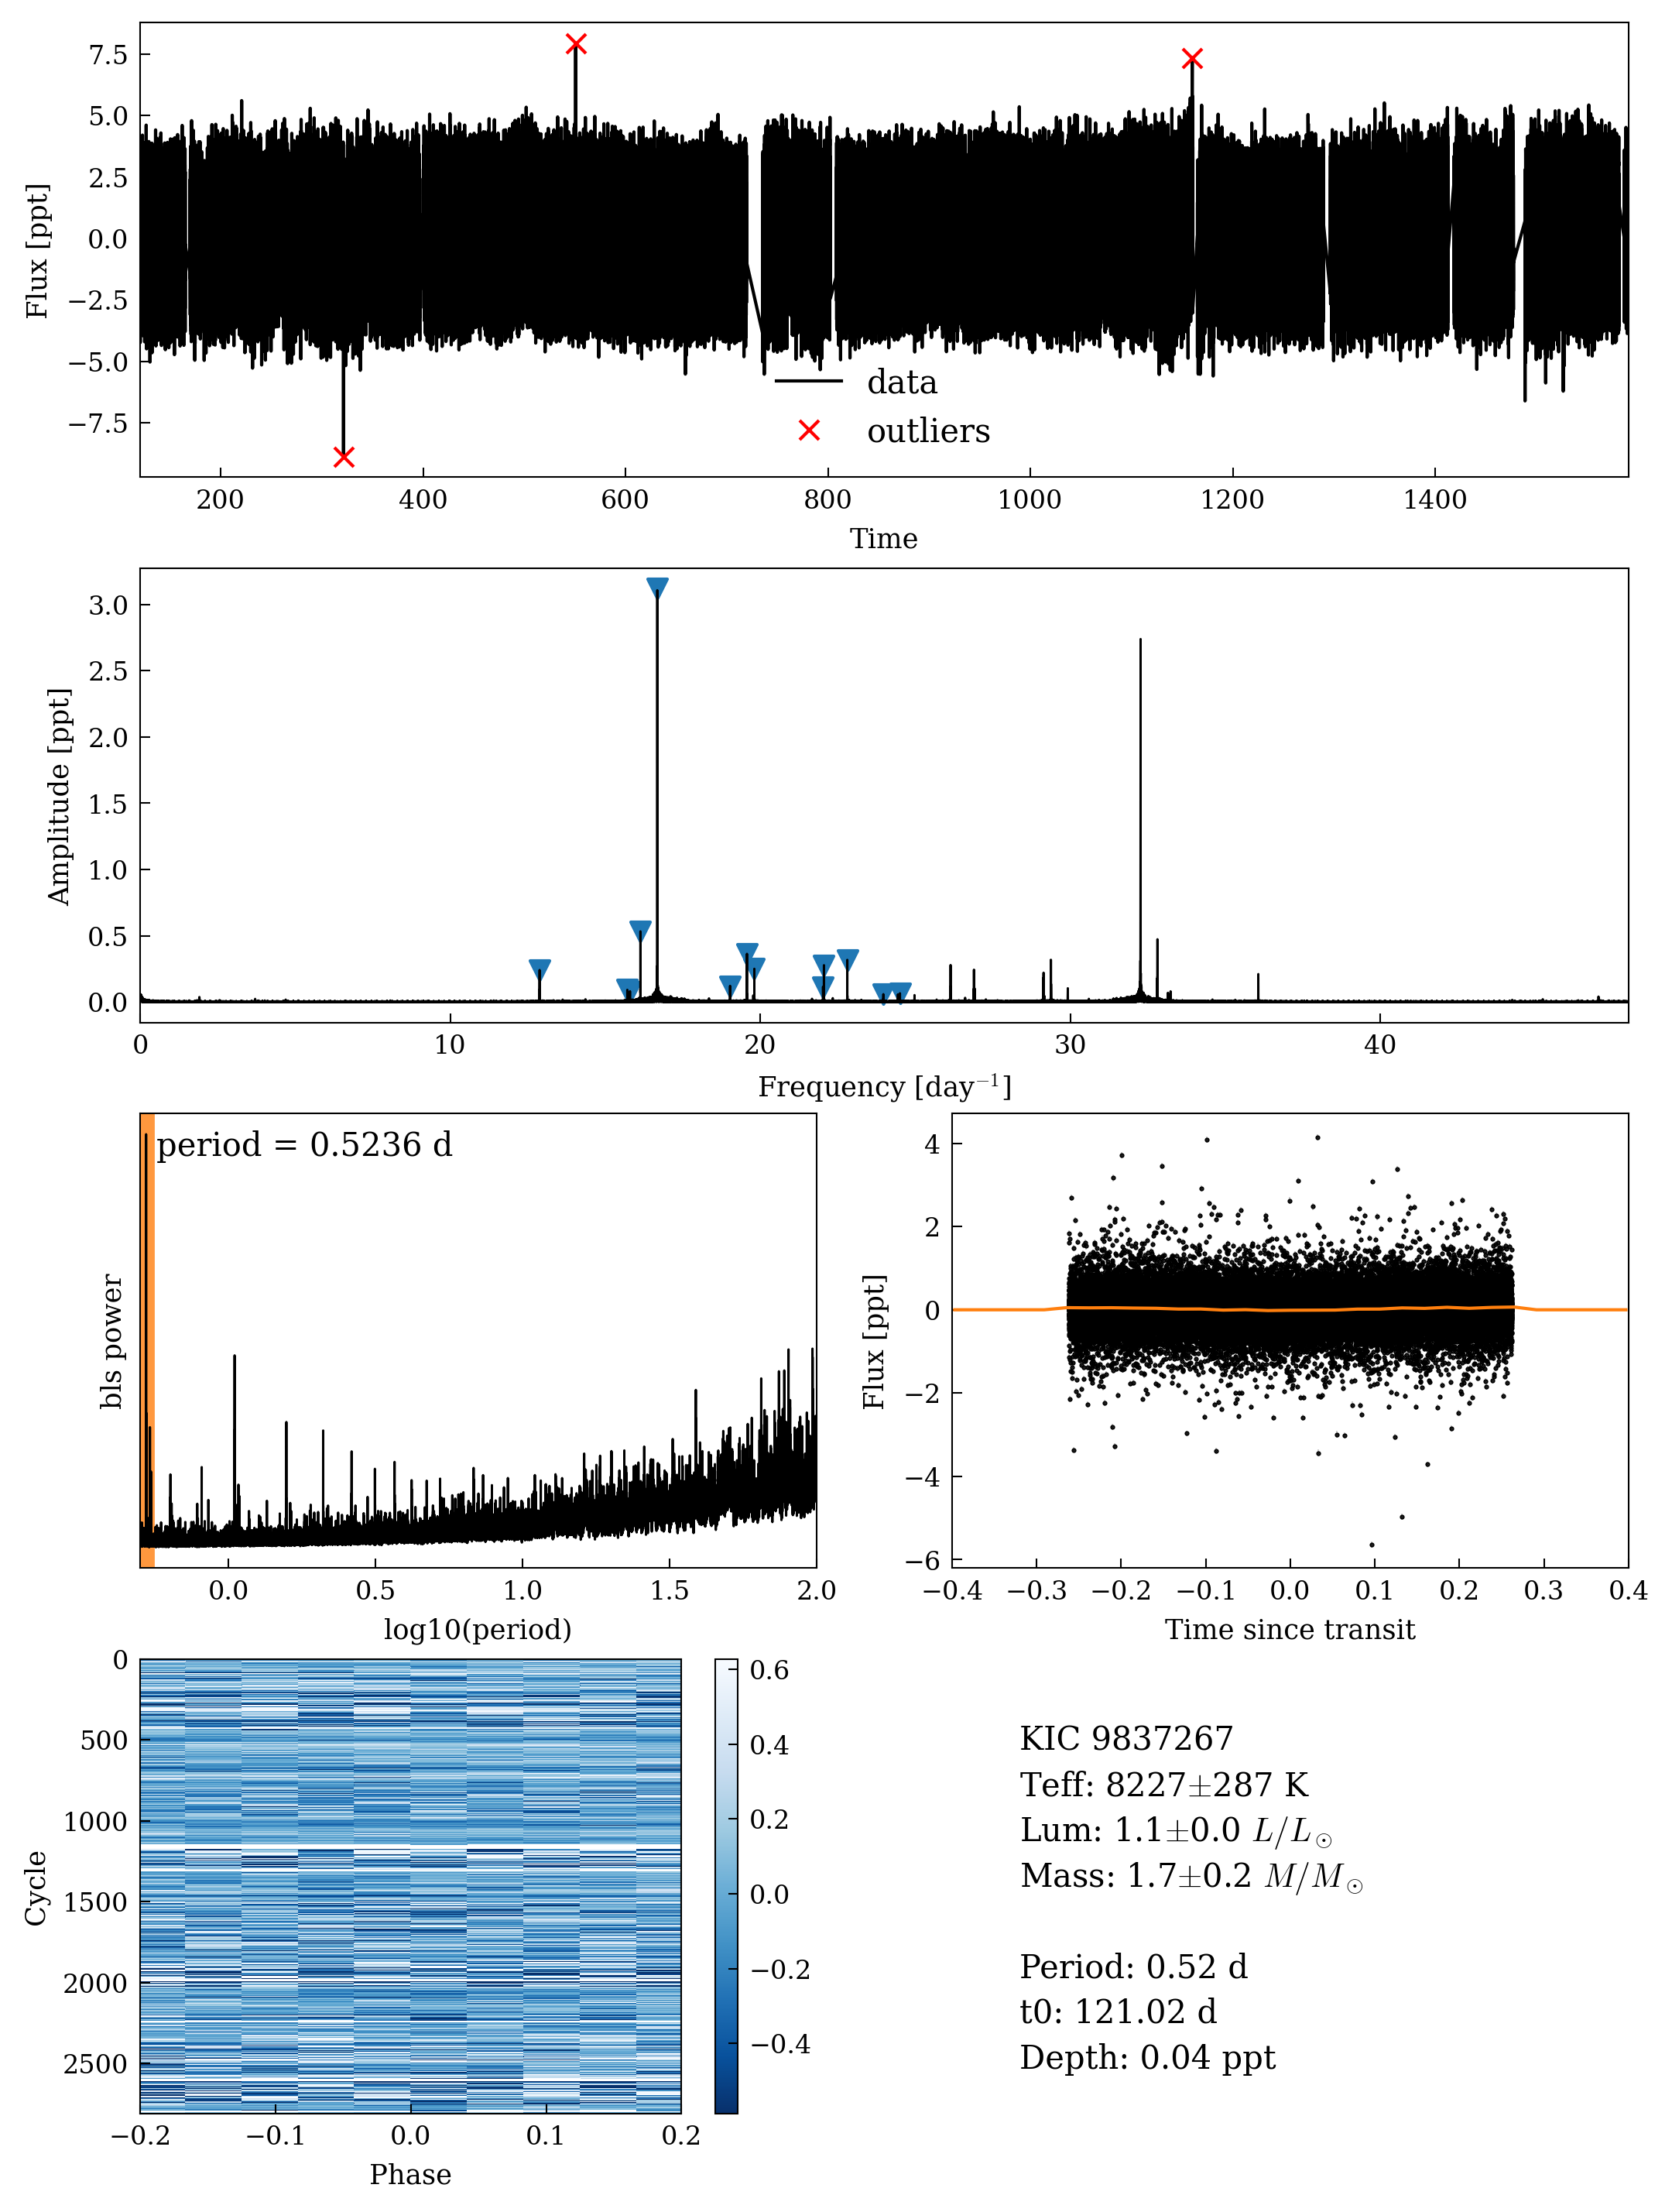 7.5
5.0
2.5
0.0
−2.5
−5.0
−7.5
Flux [ppt]
data
outliers
200 400 600 800 1000 1200 1400
Time
3.0
2.5
2.0
1.5
1.0
0.5
0.0
Amplitude [ppt]
0 10 20 30 40
Frequency [day⁻¹]
period = 0.5236 d
bls power
0.0 0.5 1.0 1.5 2.0
log10(period)
4
2
0
−2
−4
−6
Flux [ppt]
−0.4 −0.3 −0.2 −0.1 0.0 0.1 0.2 0.3 0.4
Time since transit
0
500
1000
1500
2000
2500
Cycle
−0.2 −0.1 0.0 0.1 0.2
Phase
0.6
0.4
0.2
0.0
−0.2
−0.4
KIC 9837267
Teff: 8227±287 K
Lum: 1.1±0.0 L/L⊙
Mass: 1.7±0.2 M/M⊙
Period: 0.52 d
t0: 121.02 d
Depth: 0.04 ppt